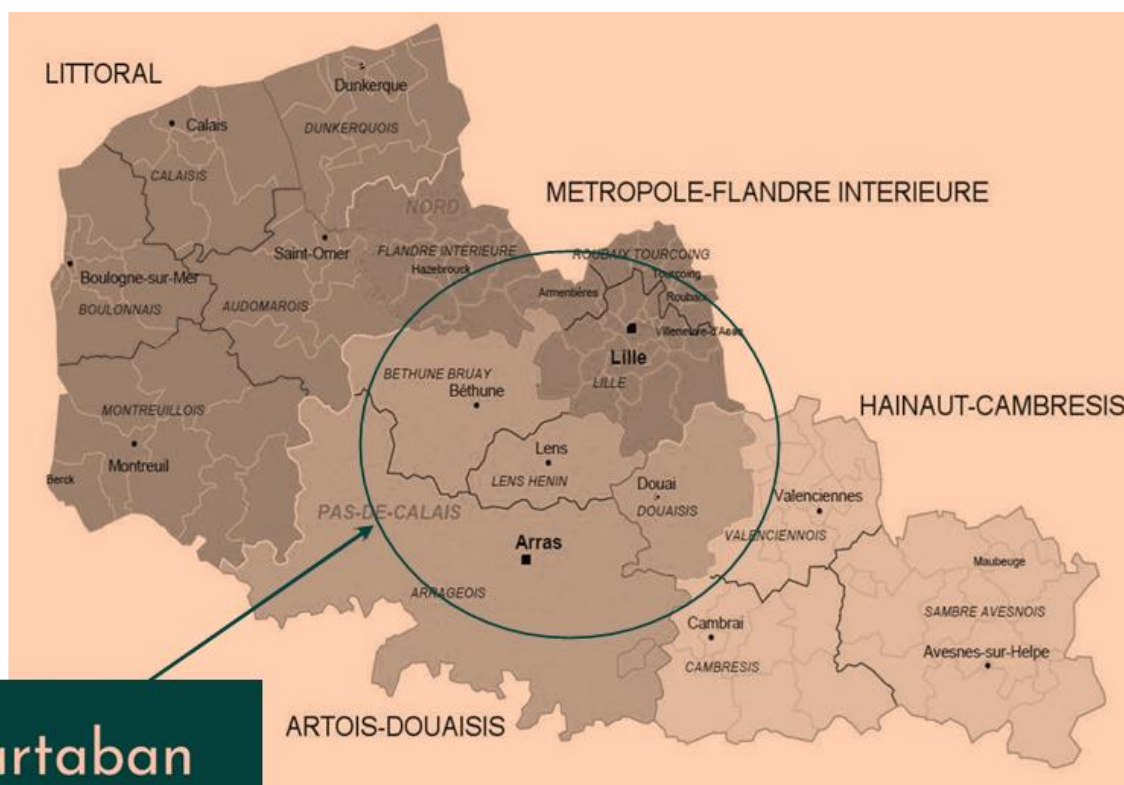 LITTORAL
Dunkerque
Calais
DUNKERQUOIS
CALAISIS
METROPOLE-FLANDRE INTERIEURE
NORD
Saint-Omer
FLANDRE INTERIEURE
ROUBAIX TOURCOING
Hazebrouck
Tourcoing
Boulogne-sur-Mer
Armentières
Roubaix
BOULONNAIS
AUDOMAROIS
Villeneuve-d'Ascq
Lille
BETHUNE BRUAY
LILLE
Béthune
HAINAUT-CAMBRESIS
MONTREUILLOIS
Montreuil
Lens
Berck
LENS HENIN
Douai
DOUAISIS
Valenciennes
PAS-DE-CALAIS
VALENCIENNOIS
Arras
Maubeuge
ARRAGEOIS
SAMBRE AVESNOIS
Cambrai
Avesnes-sur-Helpe
CAMBRESIS
ARTOIS-DOUAISIS
artaban